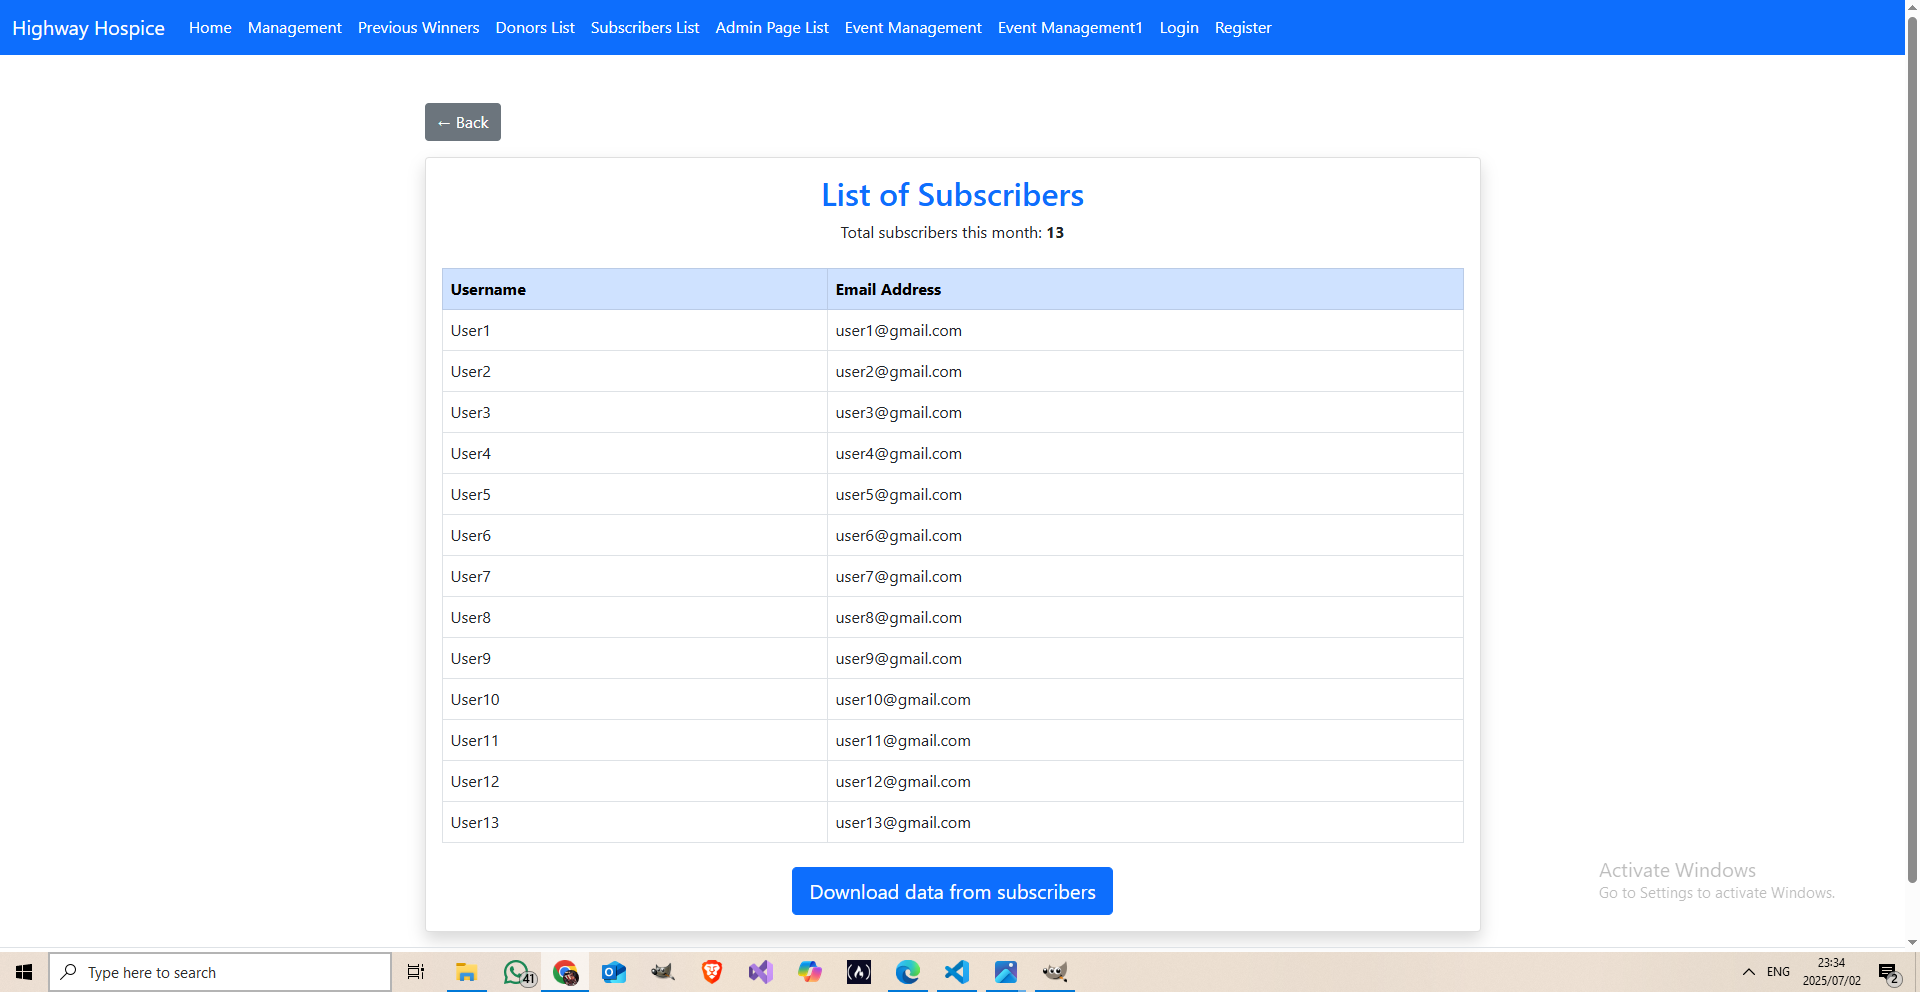 Highway Hospice Home Management Previous Winners Donors List Subscribers List Admin Page List Event Management Event Management1 Login Register
← Back
List of Subscribers
Total subscribers this month: 13
Username Email Address
User1 user1@gmail.com
User2 user2@gmail.com
User3 user3@gmail.com
User4 user4@gmail.com
User5 user5@gmail.com
User6 user6@gmail.com
User7 user7@gmail.com
User8 user8@gmail.com
User9 user9@gmail.com
User10 user10@gmail.com
User11 user11@gmail.com
User12 user12@gmail.com
User13 user13@gmail.com
Download data from subscribers
Activate Windows
Go to Settings to activate Windows.
Type here to search 41 ENG 23:34
2025/07/02 2